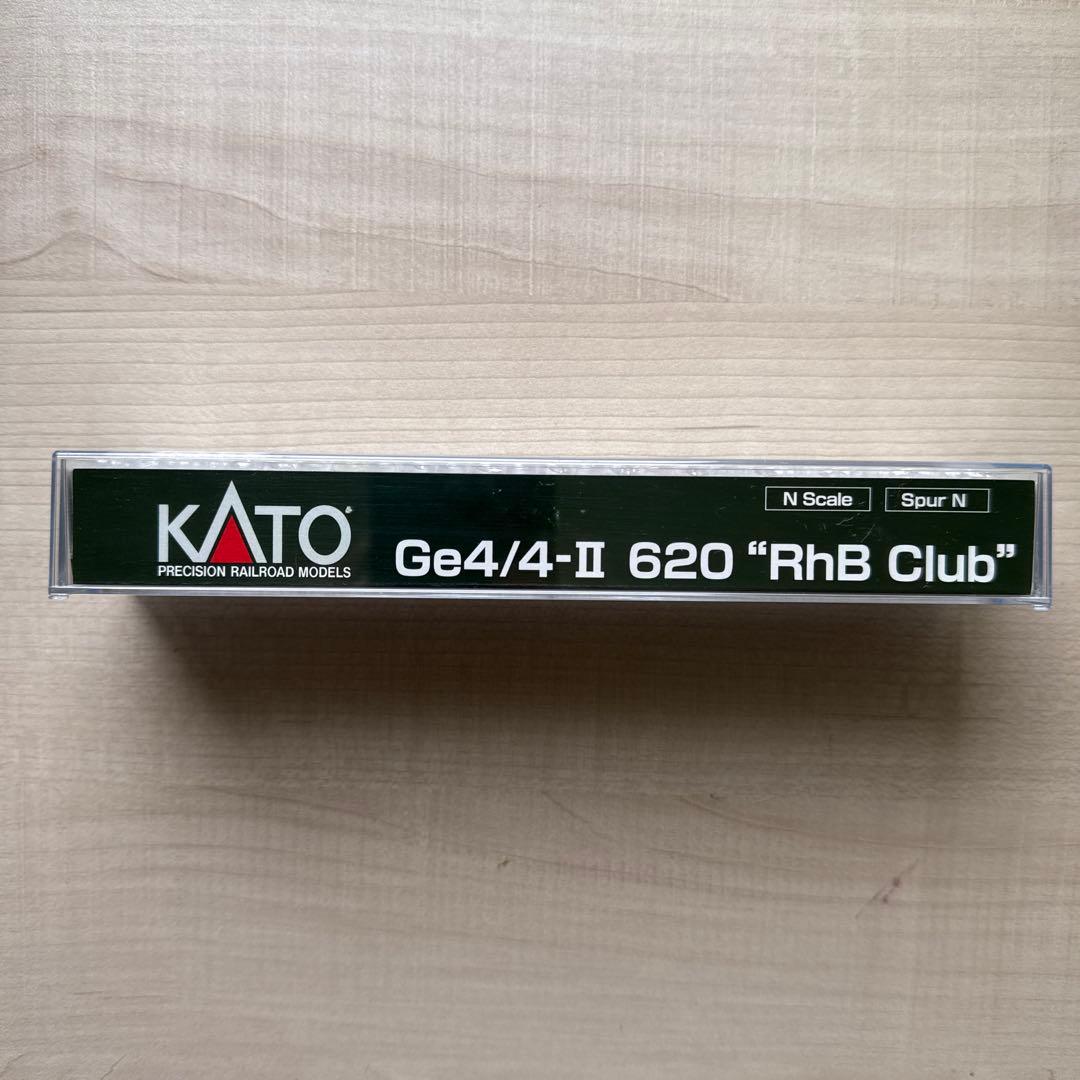 KATO
PRECISION RAILROAD MODELS
N Scale
Spur N
Ge4/4-II 620 “RhB Club”